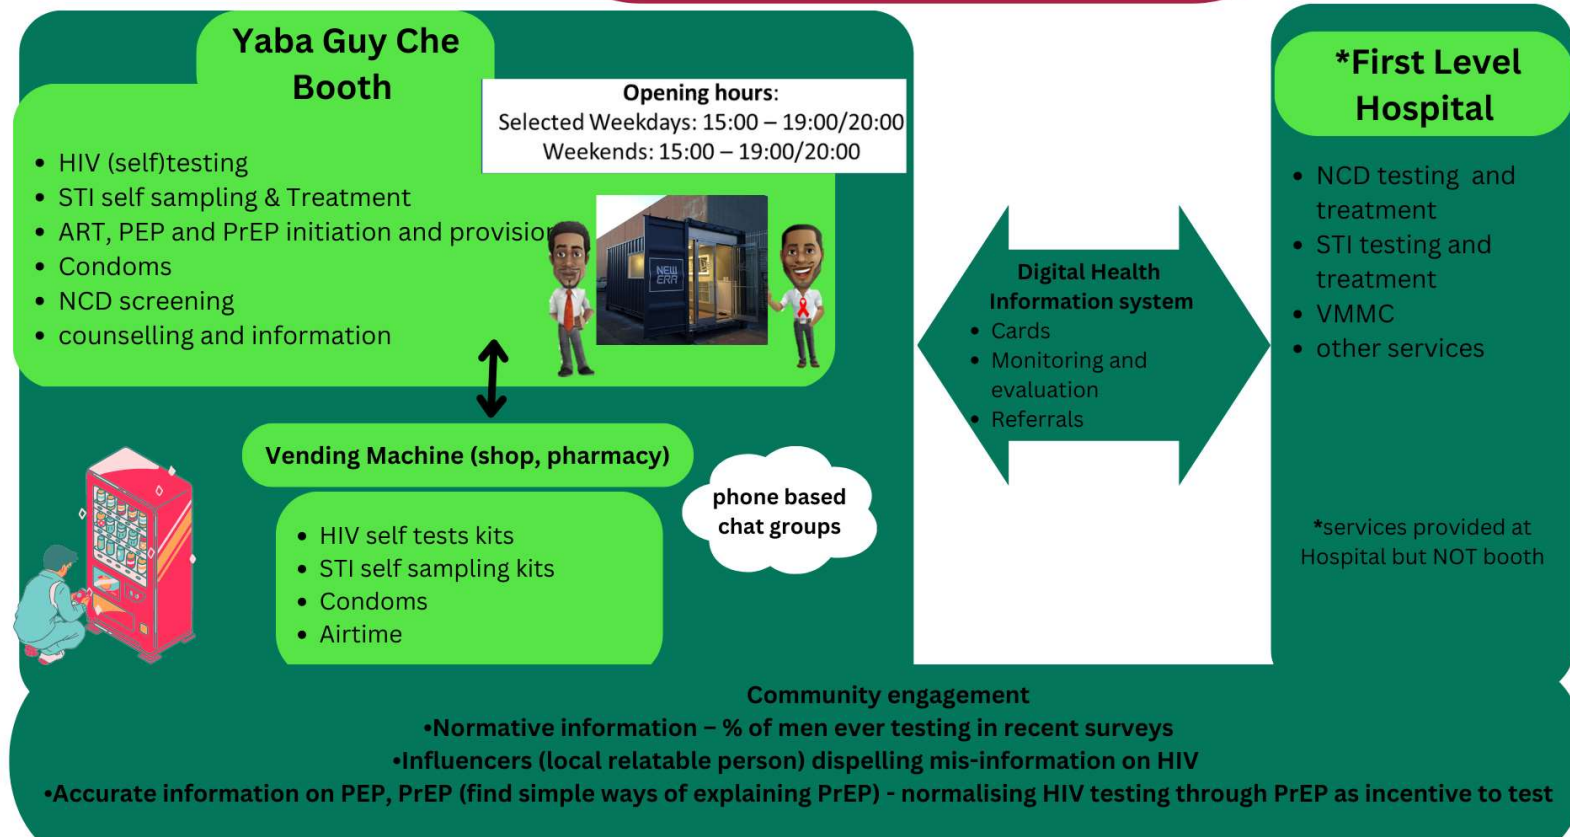 Yaba Guy Che
Booth
Opening hours:
Selected Weekdays: 15:00 – 19:00/20:00
Weekends: 15:00 – 19:00/20:00
• HIV (self)testing
• STI self sampling & Treatment
• ART, PEP and PrEP initiation and provision
• Condoms
• NCD screening
• counselling and information
NEW
ERA
Vending Machine (shop, pharmacy)
• HIV self tests kits
• STI self sampling kits
• Condoms
• Airtime
phone based
chat groups
Digital Health
Information system
• Cards
• Monitoring and
evaluation
• Referrals
*First Level
Hospital
• NCD testing and
treatment
• STI testing and
treatment
• VMMC
• other services
*services provided at
Hospital but NOT booth
Community engagement
•Normative information – % of men ever testing in recent surveys
•Influencers (local relatable person) dispelling mis-information on HIV
•Accurate information on PEP, PrEP (find simple ways of explaining PrEP) - normalising HIV testing through PrEP as incentive to test